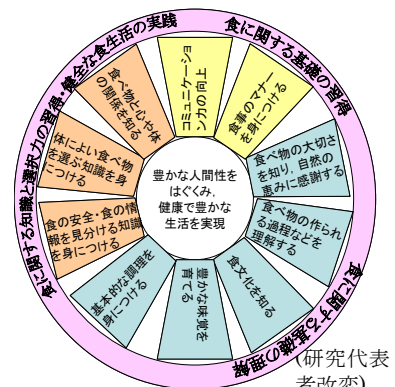 食に関する知識と選択力の習得・健全な食生活の実践
食に関する基礎の習得
食に関する基礎の理解
コミュニケーショ
ン力の向上
食事のマナー
を身につける
食べ物の大切さ
を知り,自然の
恵みに感謝する
食べ物の作られ
る過程などを
理解する
食文化を知る
豊かな味覚を
育てる
基本的な調理を
身につける
食の安全・食の情
報を見分ける知識
を身につける
体によい食べ物
を選ぶ知識を身
につける
食べ物と心や体
の関係を知る
豊かな人間性を
はぐくみ,
健康で豊かな
生活を実現
(研究代表
者改変)